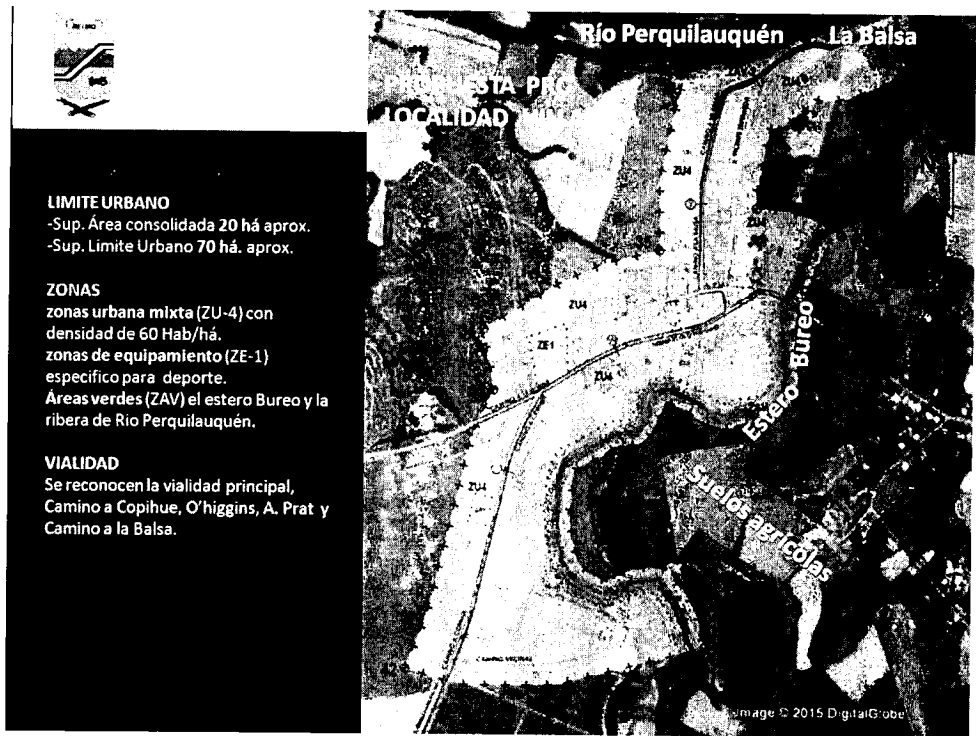 Río Perquilauquén La Balsa
PROPUESTA PRC
LOCALIDAD
LIMITE URBANO
-Sup. Área consolidada 20 há aprox.
-Sup. Limite Urbano 70 há. aprox.
ZONAS
zonas urbana mixta (ZU-4) con
densidad de 60 Hab/há.
zonas de equipamiento (ZE-1)
especifico para deporte.
Áreas verdes (ZAV) el estero Bureo y la
ribera de Rio Perquilauquén.
VIALIDAD
Se reconocen la vialidad principal,
Camino a Copihue, O'higgins, A. Prat y
Camino a la Balsa.
ZU4
ZU4
ZE1
ZU4
ZU4
Estero Bureo
Suelos agrícolas
Image © 2015 DigitalGlobe